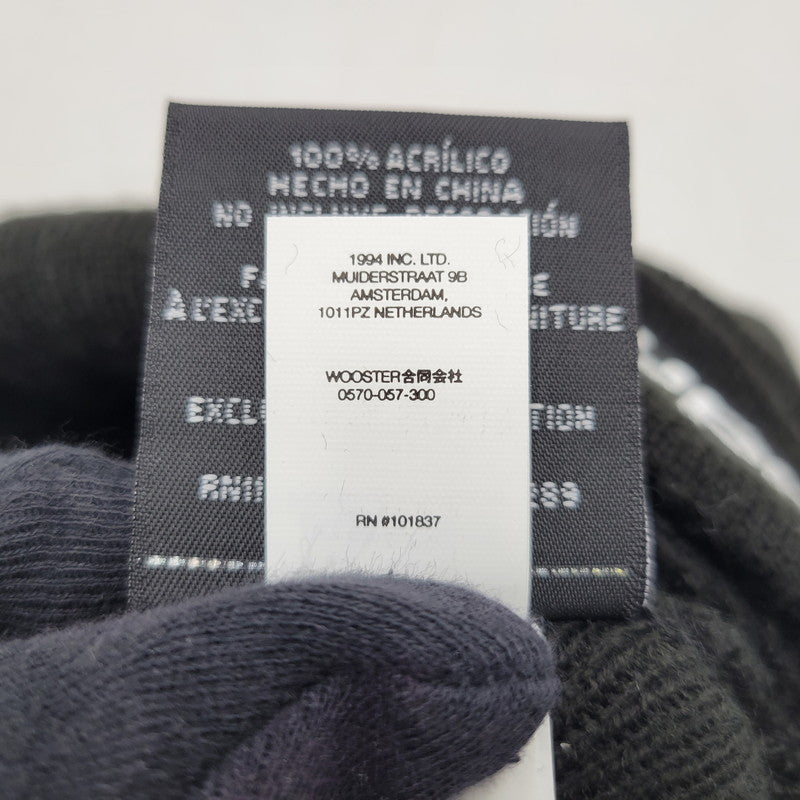 100% ACRÍLICO
HECHO EN CHINA
NO
1994 INC. LTD.
MUIDERSTRAAT 9B
AMSTERDAM,
1011PZ NETHERLANDS
WOOSTER合同会社
0570-057-300
RN #101837